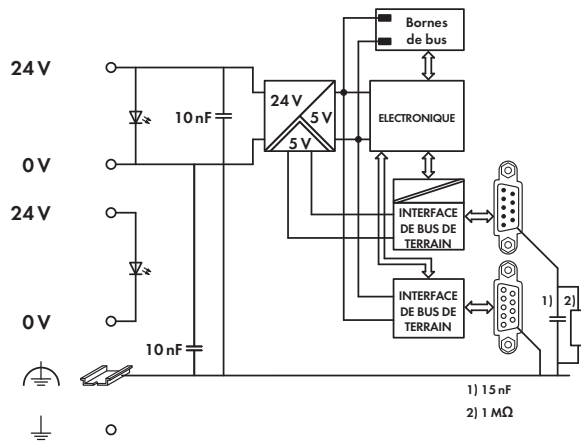 Bornes
de bus
24 V
10 nF
24 V
5 V
5 V
ELECTRONIQUE
0 V
24 V
INTERFACE
DE BUS DE
TERRAIN
INTERFACE
DE BUS DE
TERRAIN
1)
2)
0 V
10 nF
1) 15 nF
2) 1 MΩ